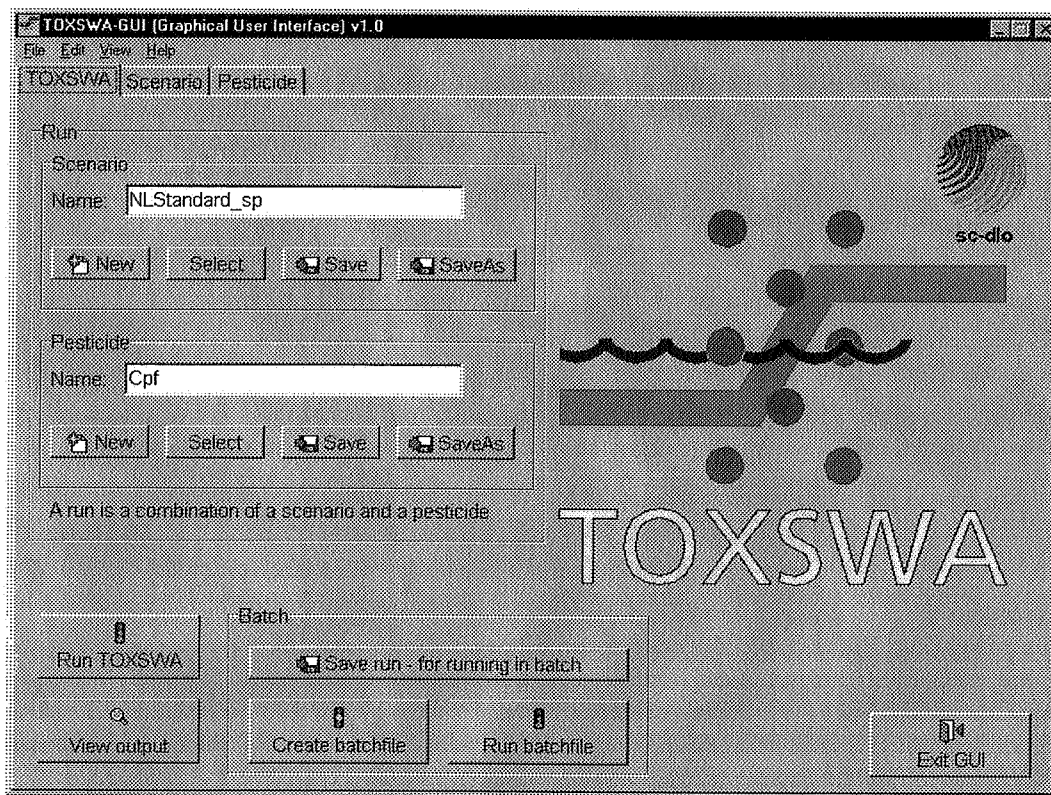 TOXSWA-GUI (Graphical User Interface) v1.0
File Edit View Help
TOXSWA Scenario Pesticide
Run
Scenario
Name: NLStandard_sp
New Select Save SaveAs
Pesticide
Name: Cpf
New Select Save SaveAs
A run is a combination of a scenario and a pesticide
sc-dlo
TOXSWA
Run TOXSWA
View output
Batch
Save run - for running in batch
Create batchfile Run batchfile
Exit GUI